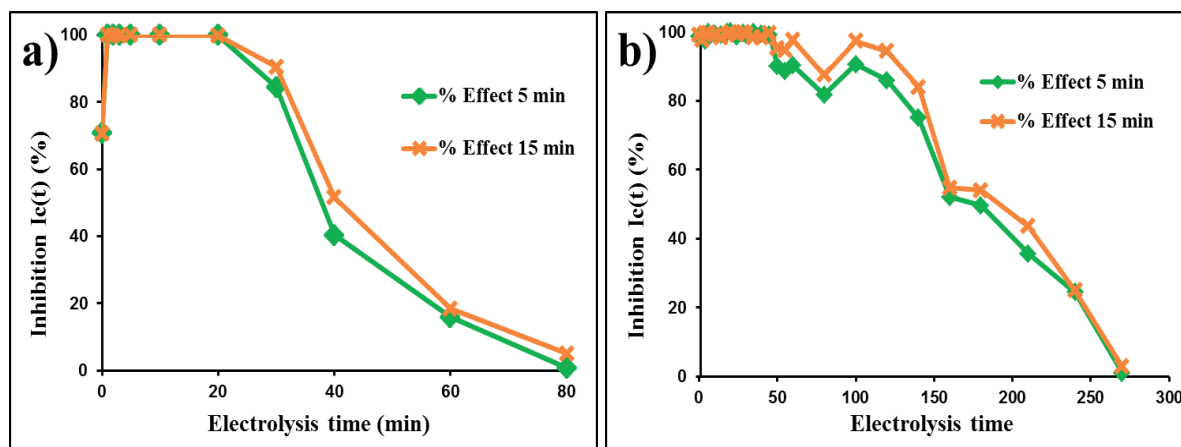 a)
100
80
60
40
20
0
0 20 40 60 80
Inhibition Ic(t) (%)
Electrolysis time (min)
% Effect 5 min
% Effect 15 min
b)
100
80
60
40
20
0
0 50 100 150 200 250 300
Inhibition Ic(t) (%)
Electrolysis time
% Effect 5 min
% Effect 15 min